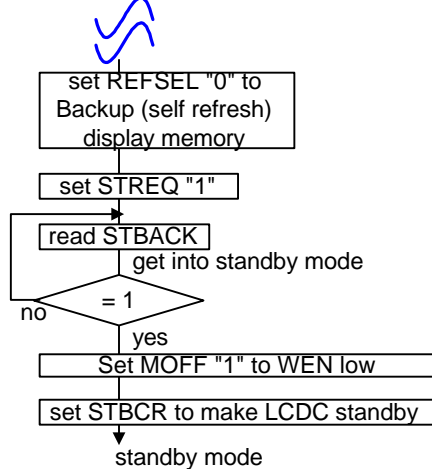 set REFSEL "0" to
Backup (self refresh)
display memory
set STREQ "1"
read STBACK
get into standby mode
= 1
no
yes
Set MOFF "1" to WEN low
set STBCR to make LCDC standby
standby mode